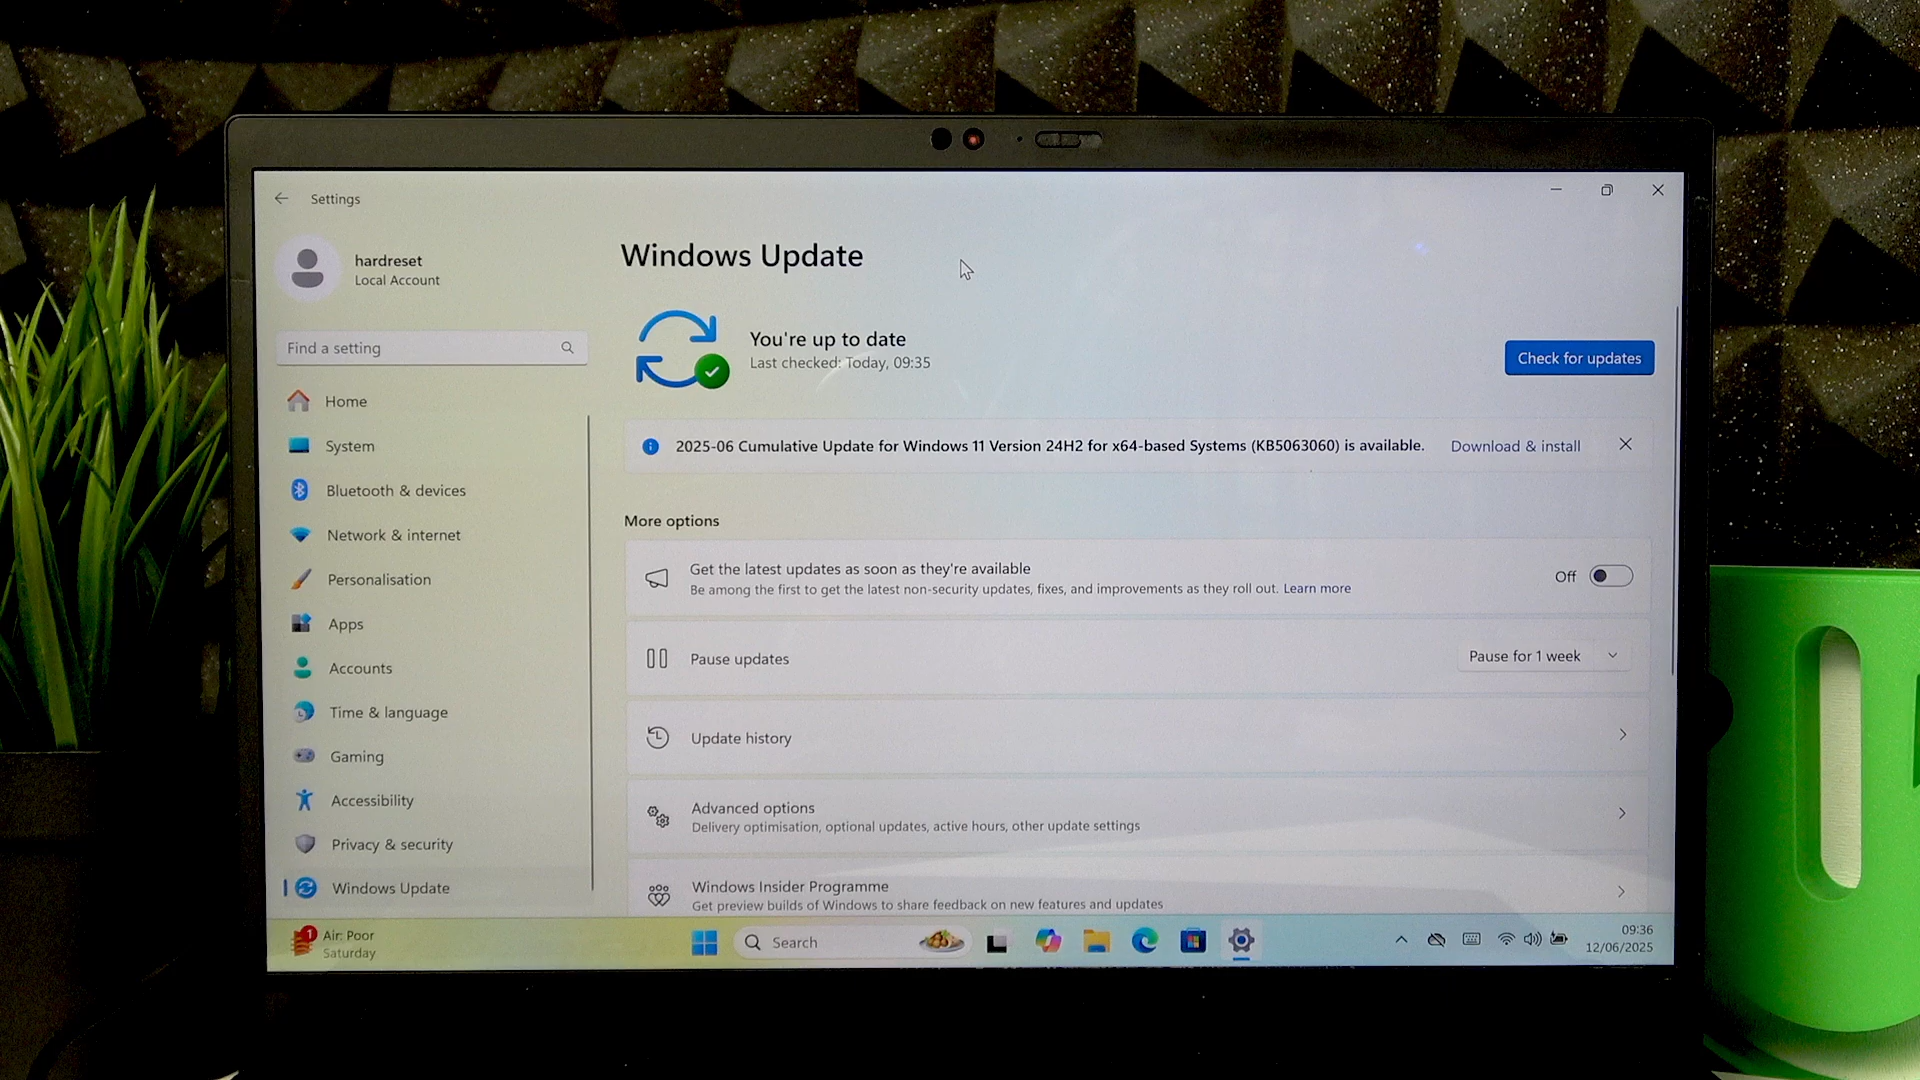 Settings
hardreset
Local Account
Find a setting
Home
System
Bluetooth & devices
Network & internet
Personalisation
Apps
Accounts
Time & language
Gaming
Accessibility
Privacy & security
Windows Update
Windows Update
You're up to date
Last checked: Today, 09:35
Check for updates
2025-06 Cumulative Update for Windows 11 Version 24H2 for x64-based Systems (KB5063060) is available.
Download & install
More options
Get the latest updates as soon as they're available
Be among the first to get the latest non-security updates, fixes, and improvements as they roll out. Learn more
Off
Pause updates
Pause for 1 week
Update history
Advanced options
Delivery optimisation, optional updates, active hours, other update settings
Windows Insider Programme
Get preview builds of Windows to share feedback on new features and updates
1
Air: Poor
Saturday
Search
09:36
12/06/2025